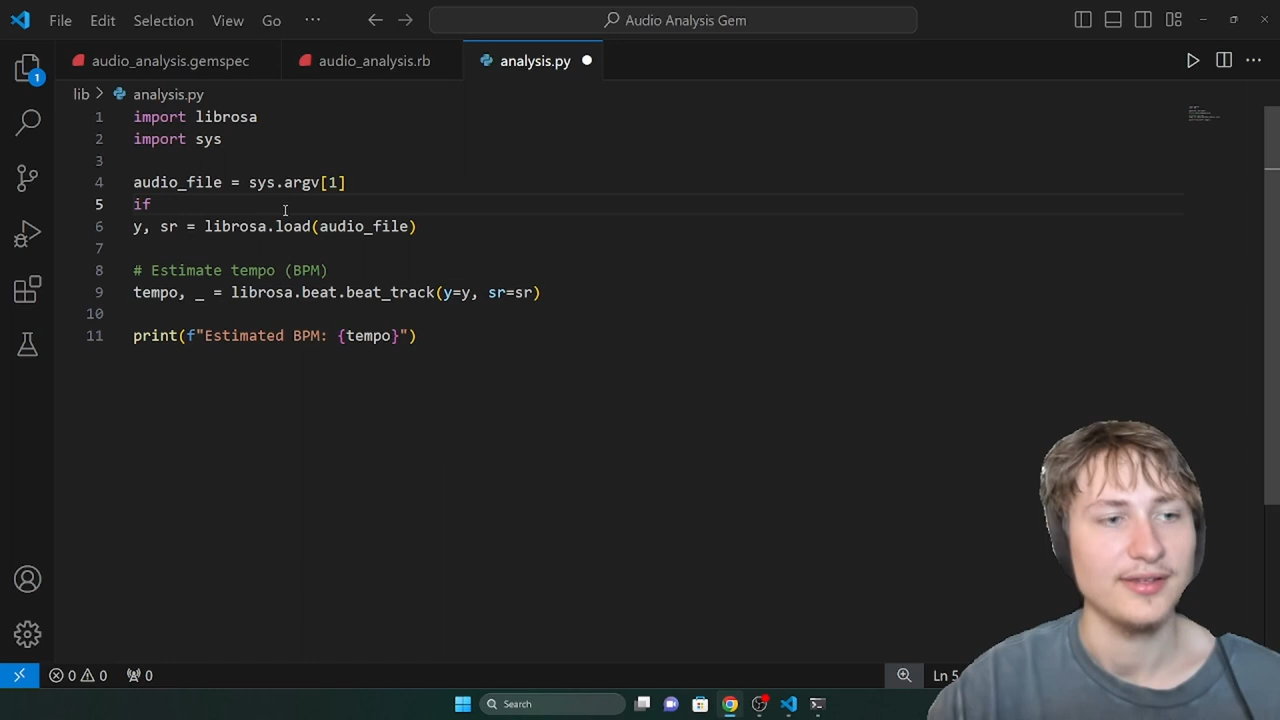 File Edit Selection View Go ··· Audio Analysis Gem
audio_analysis.gemspec audio_analysis.rb analysis.py
lib > analysis.py
1 import librosa
2 import sys
3
4 audio_file = sys.argv[1]
5 if
6 y, sr = librosa.load(audio_file)
7
8 # Estimate tempo (BPM)
9 tempo, _ = librosa.beat.beat_track(y=y, sr=sr)
10
11 print(f"Estimated BPM: {tempo}")
1
0 0 0 Ln 5
Search